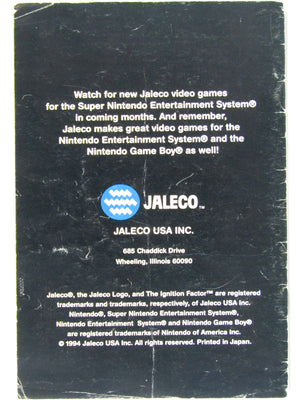 Watch for new Jaleco video games
for the Super Nintendo Entertainment System®
in coming months. And remember,
Jaleco makes great video games for the
Nintendo Entertainment System® and the
Nintendo Game Boy® as well!
JALECO™
JALECO USA INC.
685 Chaddick Drive
Wheeling, Illinois 60090
Jaleco®, the Jaleco Logo, and The Ignition Factor™ are registered
trademarks and trademarks, respectively, of Jaleco USA Inc.
Nintendo®, Super Nintendo Entertainment System®,
Nintendo Entertainment System® and Nintendo Game Boy®
are registered trademarks of Nintendo of America Inc.
© 1994 Jaleco USA Inc. All rights reserved. Printed in Japan.